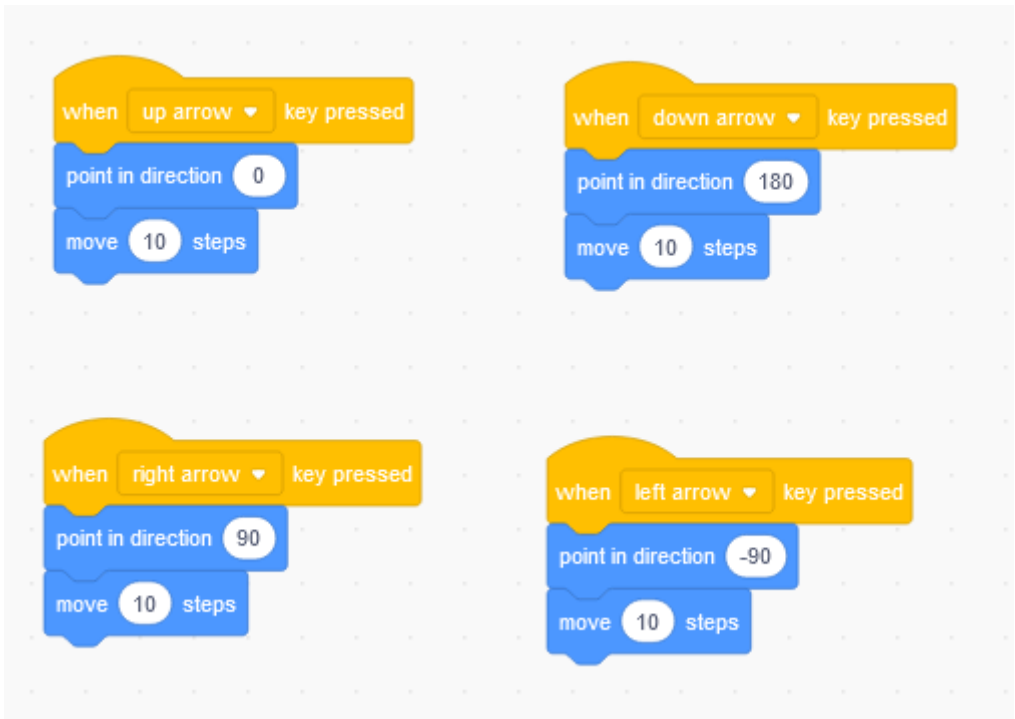 when up arrow key pressed
point in direction 0
move 10 steps
when down arrow key pressed
point in direction 180
move 10 steps
when right arrow key pressed
point in direction 90
move 10 steps
when left arrow key pressed
point in direction -90
move 10 steps